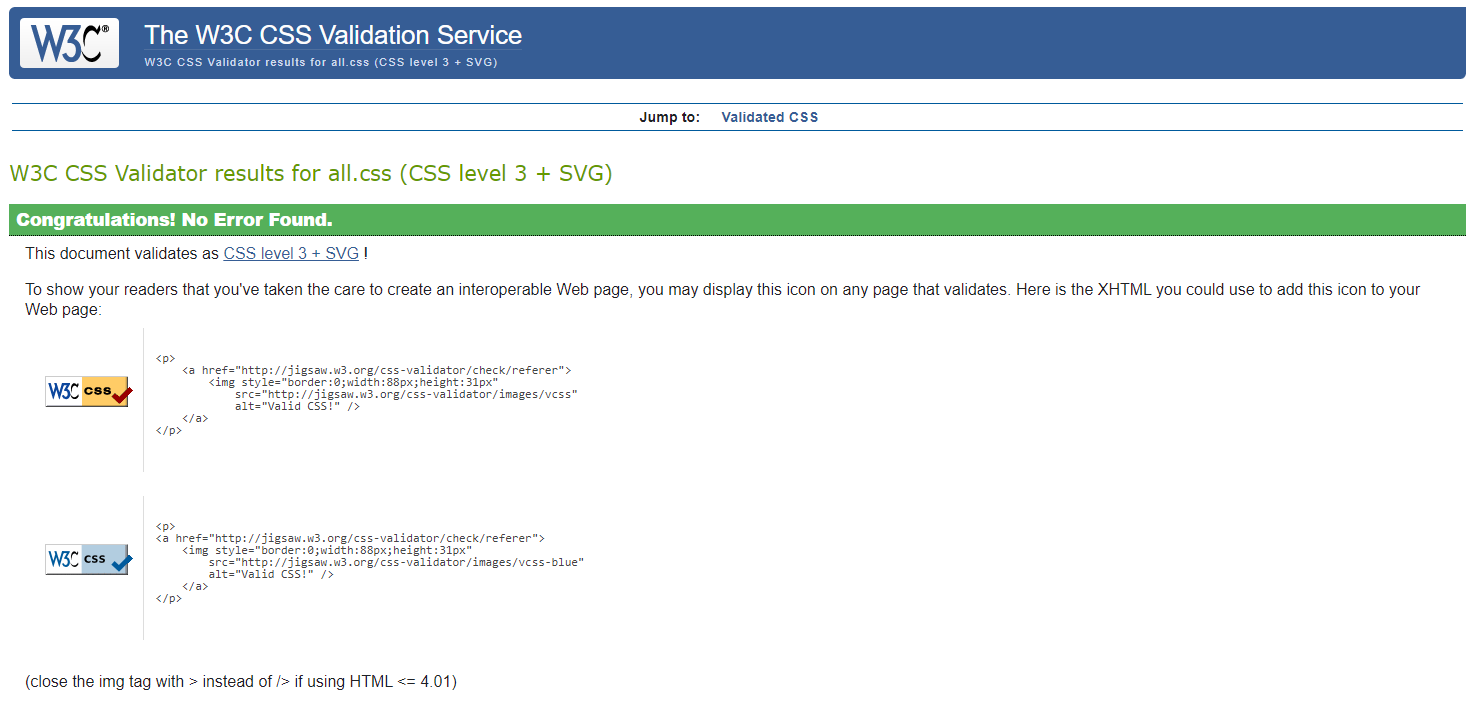 W3C® The W3C CSS Validation Service
W3C CSS Validator results for all.css (CSS level 3 + SVG)
Jump to: Validated CSS
W3C CSS Validator results for all.css (CSS level 3 + SVG)
Congratulations! No Error Found.
This document validates as CSS level 3 + SVG !
To show your readers that you've taken the care to create an interoperable Web page, you may display this icon on any page that validates. Here is the XHTML you could use to add this icon to your
Web page:
W3C css
<p>
    <a href="http://jigsaw.w3.org/css-validator/check/referer">
        <img style="border:0;width:88px;height:31px"
            src="http://jigsaw.w3.org/css-validator/images/vcss"
            alt="Valid CSS!" />
    </a>
</p>
W3C css
<p>
<a href="http://jigsaw.w3.org/css-validator/check/referer">
    <img style="border:0;width:88px;height:31px"
        src="http://jigsaw.w3.org/css-validator/images/vcss-blue"
        alt="Valid CSS!" />
    </a>
</p>
(close the img tag with > instead of /> if using HTML <= 4.01)